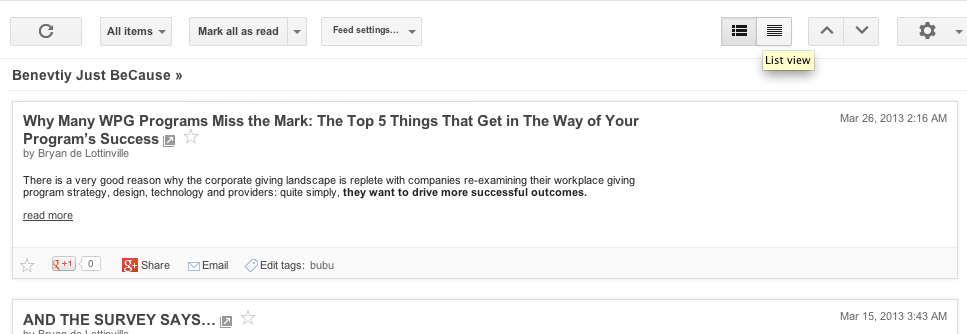 All items Mark all as read Feed settings...
List view
Benevtiy Just BeCause »
Why Many WPG Programs Miss the Mark: The Top 5 Things That Get in The Way of Your Mar 26, 2013 2:16 AM
Program's Success
by Bryan de Lottinville
There is a very good reason why the corporate giving landscape is replete with companies re-examining their workplace giving
program strategy, design, technology and providers: quite simply, they want to drive more successful outcomes.
read more
g +1 0 g+ Share Email Edit tags: bubu
AND THE SURVEY SAYS... Mar 15, 2013 3:43 AM
by Bryan de Lottinville